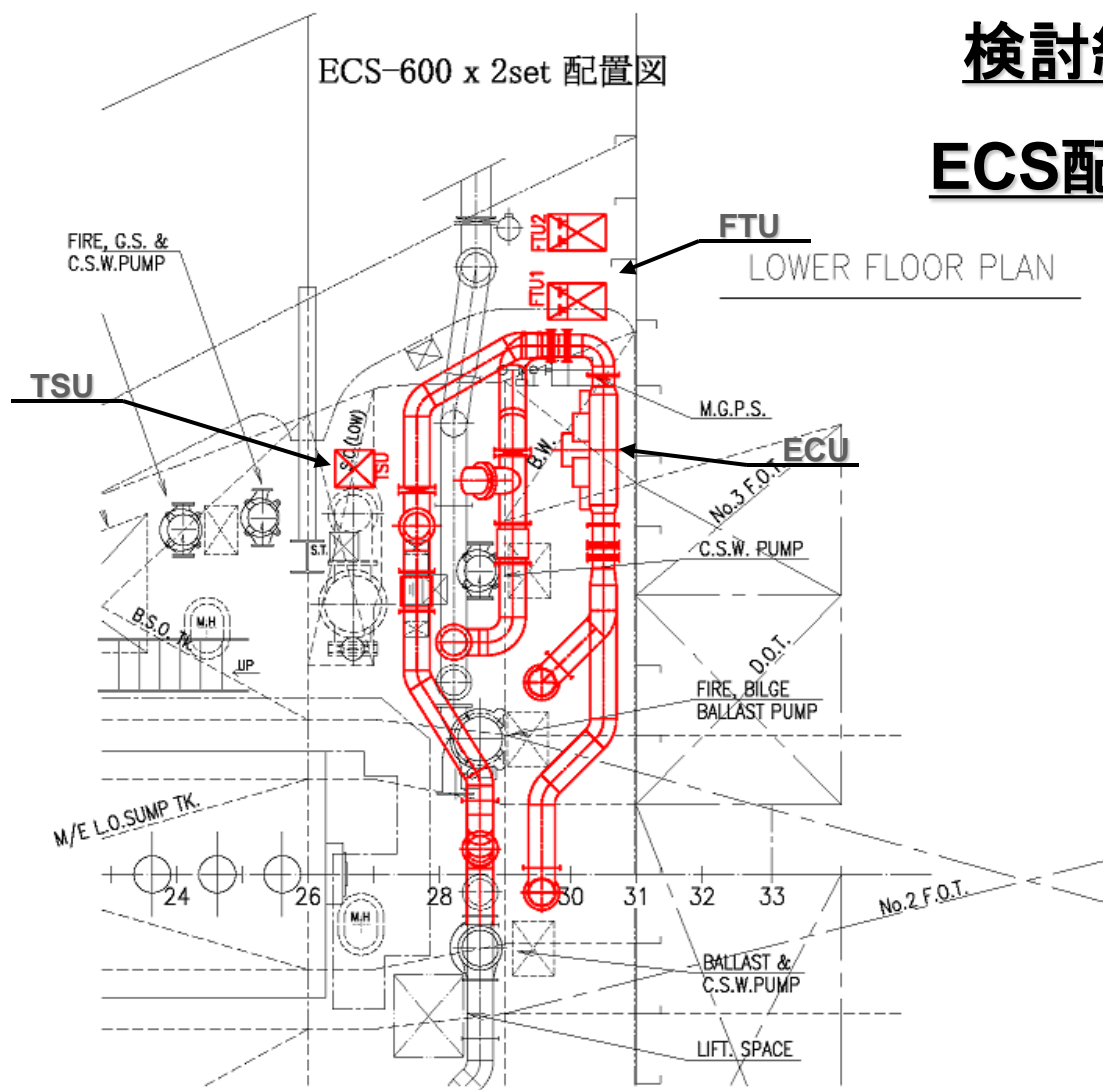 検討
ECS-600 x 2set 配置図
ECS配
FTU2
FTU
FIRE, G.S. &
C.S.W.PUMP
LOWER FLOOR PLAN
FTU1
TSU
M.G.P.S.
S.C.(LOW)
TSU
B.W.
ECU
No.3 F.O.T.
S.T.
C.S.W. PUMP
M.H
B.S.O. TK.
UP
D.O.T.
FIRE, BILGE
BALLAST PUMP
M/E L.O.SUMP TK.
24
26
28
30
31
32
33
No.2 F.O.T.
M.H
BALLAST &
C.S.W.PUMP
LIFT. SPACE